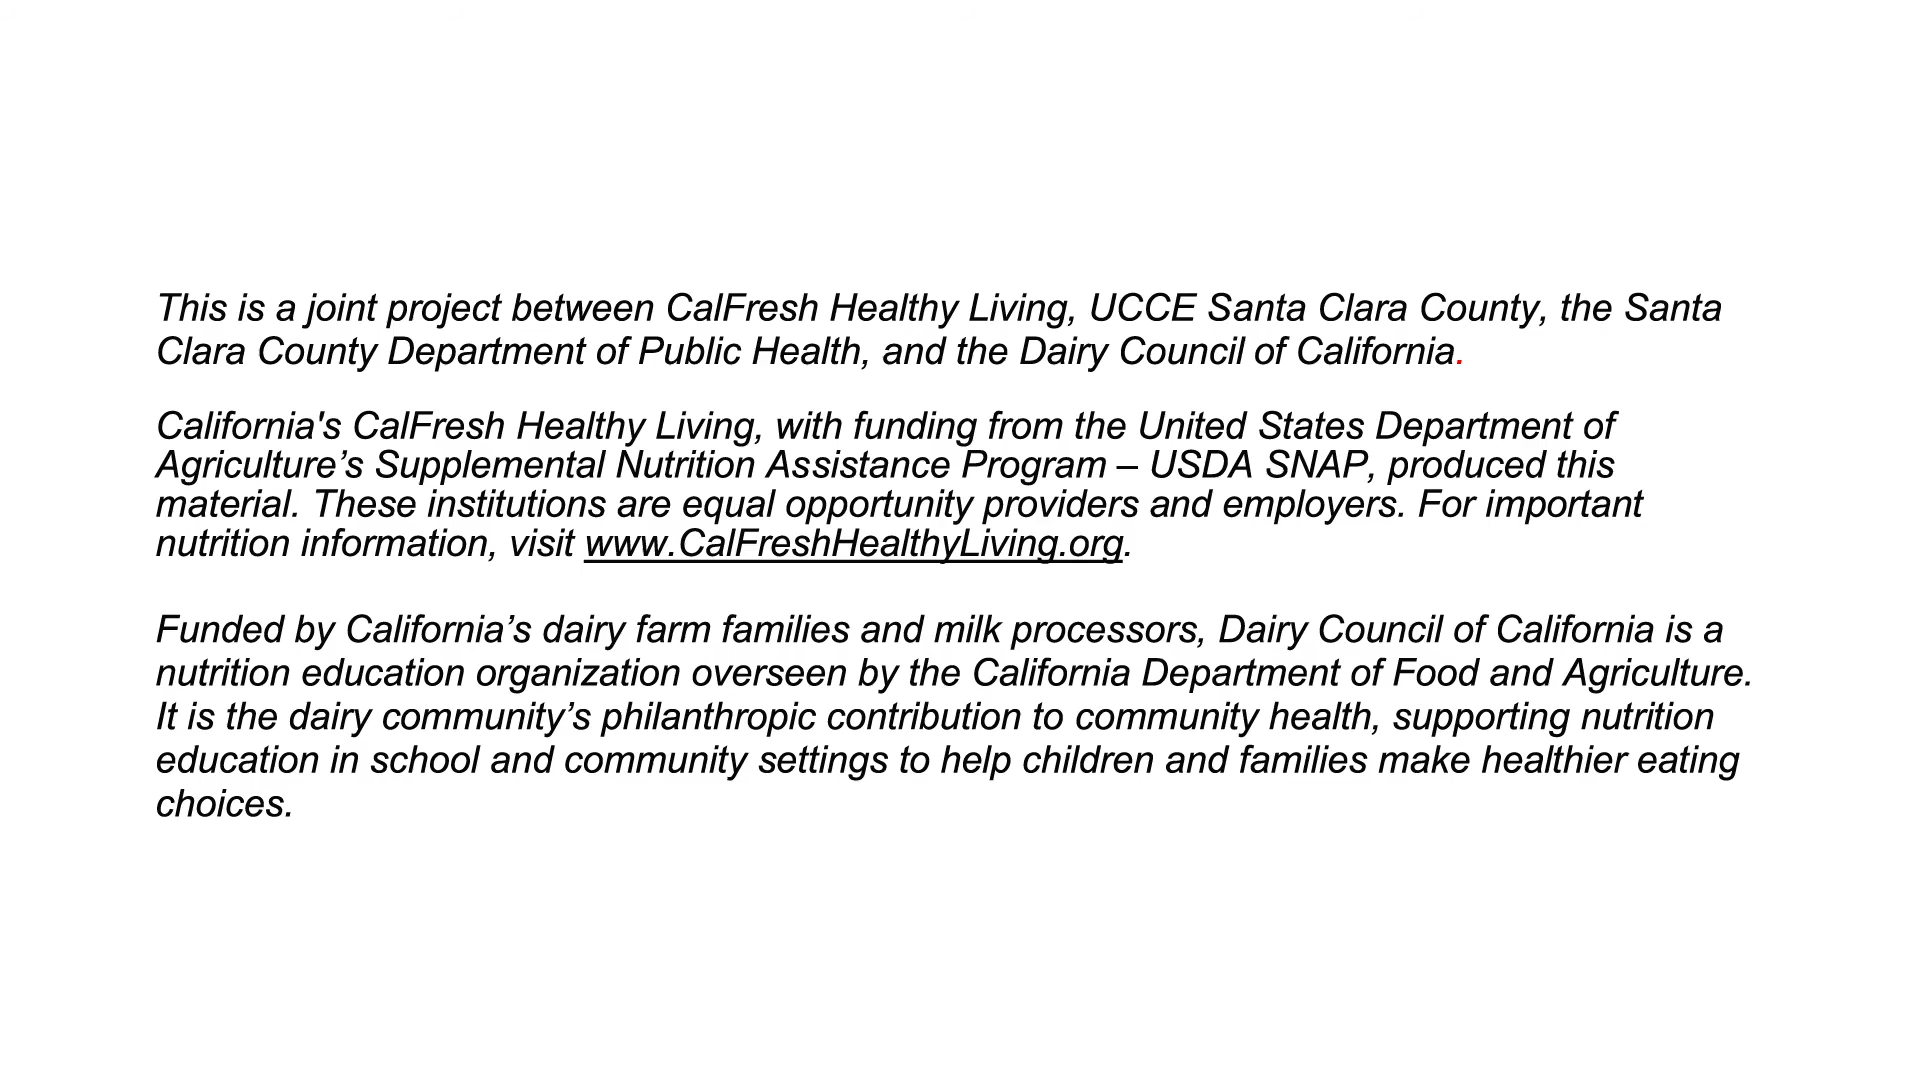 This is a joint project between CalFresh Healthy Living, UCCE Santa Clara County, the Santa
Clara County Department of Public Health, and the Dairy Council of California.
California's CalFresh Healthy Living, with funding from the United States Department of
Agriculture’s Supplemental Nutrition Assistance Program – USDA SNAP, produced this
material. These institutions are equal opportunity providers and employers. For important
nutrition information, visit www.CalFreshHealthyLiving.org.
Funded by California’s dairy farm families and milk processors, Dairy Council of California is a
nutrition education organization overseen by the California Department of Food and Agriculture.
It is the dairy community’s philanthropic contribution to community health, supporting nutrition
education in school and community settings to help children and families make healthier eating
choices.